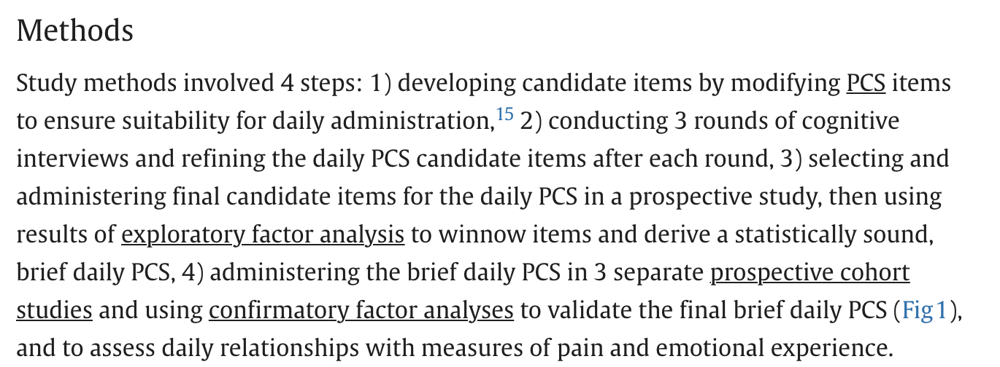 Methods
Study methods involved 4 steps: 1) developing candidate items by modifying PCS items
to ensure suitability for daily administration,15 2) conducting 3 rounds of cognitive
interviews and refining the daily PCS candidate items after each round, 3) selecting and
administering final candidate items for the daily PCS in a prospective study, then using
results of exploratory factor analysis to winnow items and derive a statistically sound,
brief daily PCS, 4) administering the brief daily PCS in 3 separate prospective cohort
studies and using confirmatory factor analyses to validate the final brief daily PCS (Fig 1),
and to assess daily relationships with measures of pain and emotional experience.